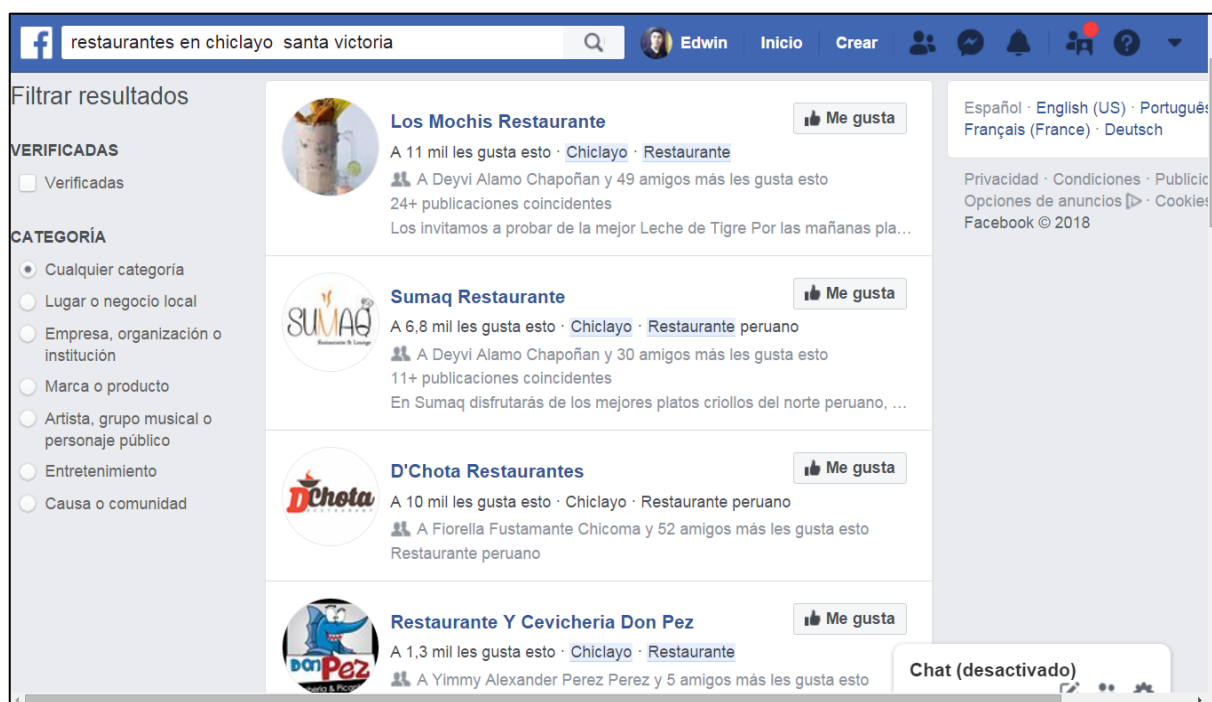 restaurantes en chiclayo santa victoria
Edwin Inicio Crear
Filtrar resultados
VERIFICADAS
Verificadas
CATEGORÍA
Cualquier categoría
Lugar o negocio local
Empresa, organización o
institución
Marca o producto
Artista, grupo musical o
personaje público
Entretenimiento
Causa o comunidad
Los Mochis Restaurante
Me gusta
A 11 mil les gusta esto · Chiclayo · Restaurante
A Deyvi Alamo Chapoñan y 49 amigos más les gusta esto
24+ publicaciones coincidentes
Los invitamos a probar de la mejor Leche de Tigre Por las mañanas pla...
SUMAQ
Restaurante & Lounge
Sumaq Restaurante
Me gusta
A 6,8 mil les gusta esto · Chiclayo · Restaurante peruano
A Deyvi Alamo Chapoñan y 30 amigos más les gusta esto
11+ publicaciones coincidentes
En Sumaq disfrutarás de los mejores platos criollos del norte peruano, ...
D'Chota
RESTAURANT
D'Chota Restaurantes
Me gusta
A 10 mil les gusta esto · Chiclayo · Restaurante peruano
A Fiorella Fustamante Chicoma y 52 amigos más les gusta esto
Restaurante peruano
DON PEZ
Restaurante Y Cevicheria Don Pez
Me gusta
A 1,3 mil les gusta esto · Chiclayo · Restaurante
A Yimmy Alexander Perez Perez y 5 amigos más les gusta esto
Español · English (US) · Português
Français (France) · Deutsch
Privacidad · Condiciones · Publicic
Opciones de anuncios · Cookies
Facebook © 2018
Chat (desactivado)